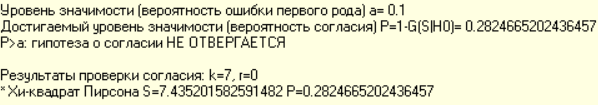 Уровень значимости (вероятность ошибки первого рода) a= 0.1
Достигаемый уровень значимости (вероятность согласия) P=1-G(S|H0)= 0.2824665202436457
P>a: гипотеза о согласии НЕ ОТВЕРГАЕТСЯ
Результаты проверки согласия: k=7, r=0
*Хи-квадрат Пирсона S=7.435201582591482 P=0.2824665202436457